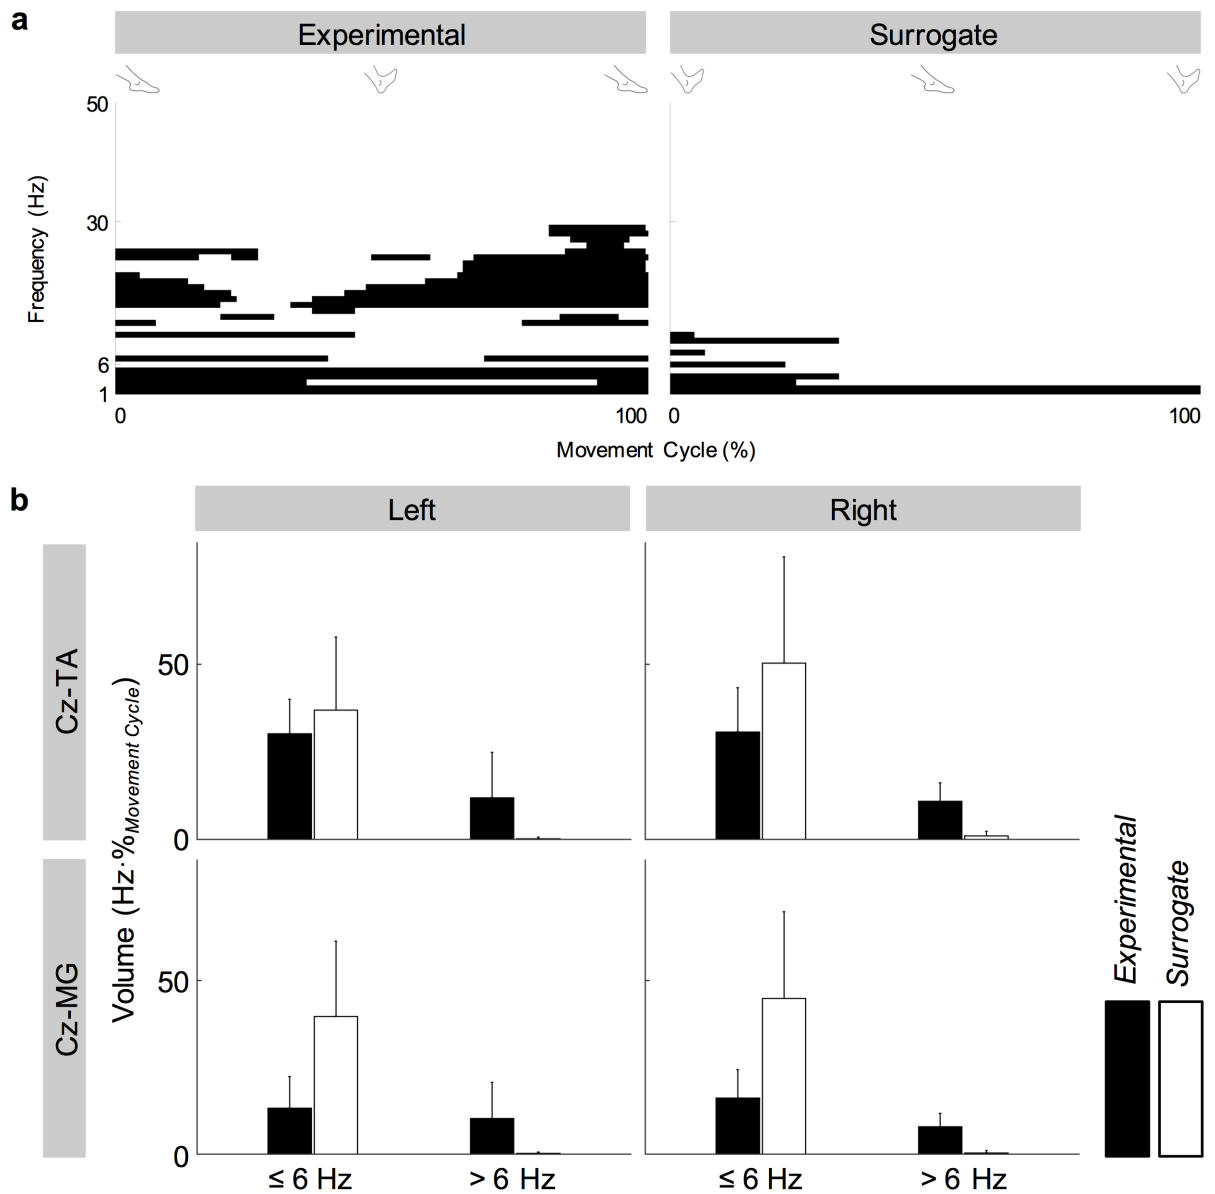 a
Experimental
Surrogate
50
30
6
1
Frequency (Hz)
0
100
0
100
Movement Cycle (%)
b
Left
Right
Cz-TA
Cz-MG
Volume (Hz·%Movement Cycle)
50
0
50
0
≤ 6 Hz
> 6 Hz
≤ 6 Hz
> 6 Hz
Experimental
Surrogate